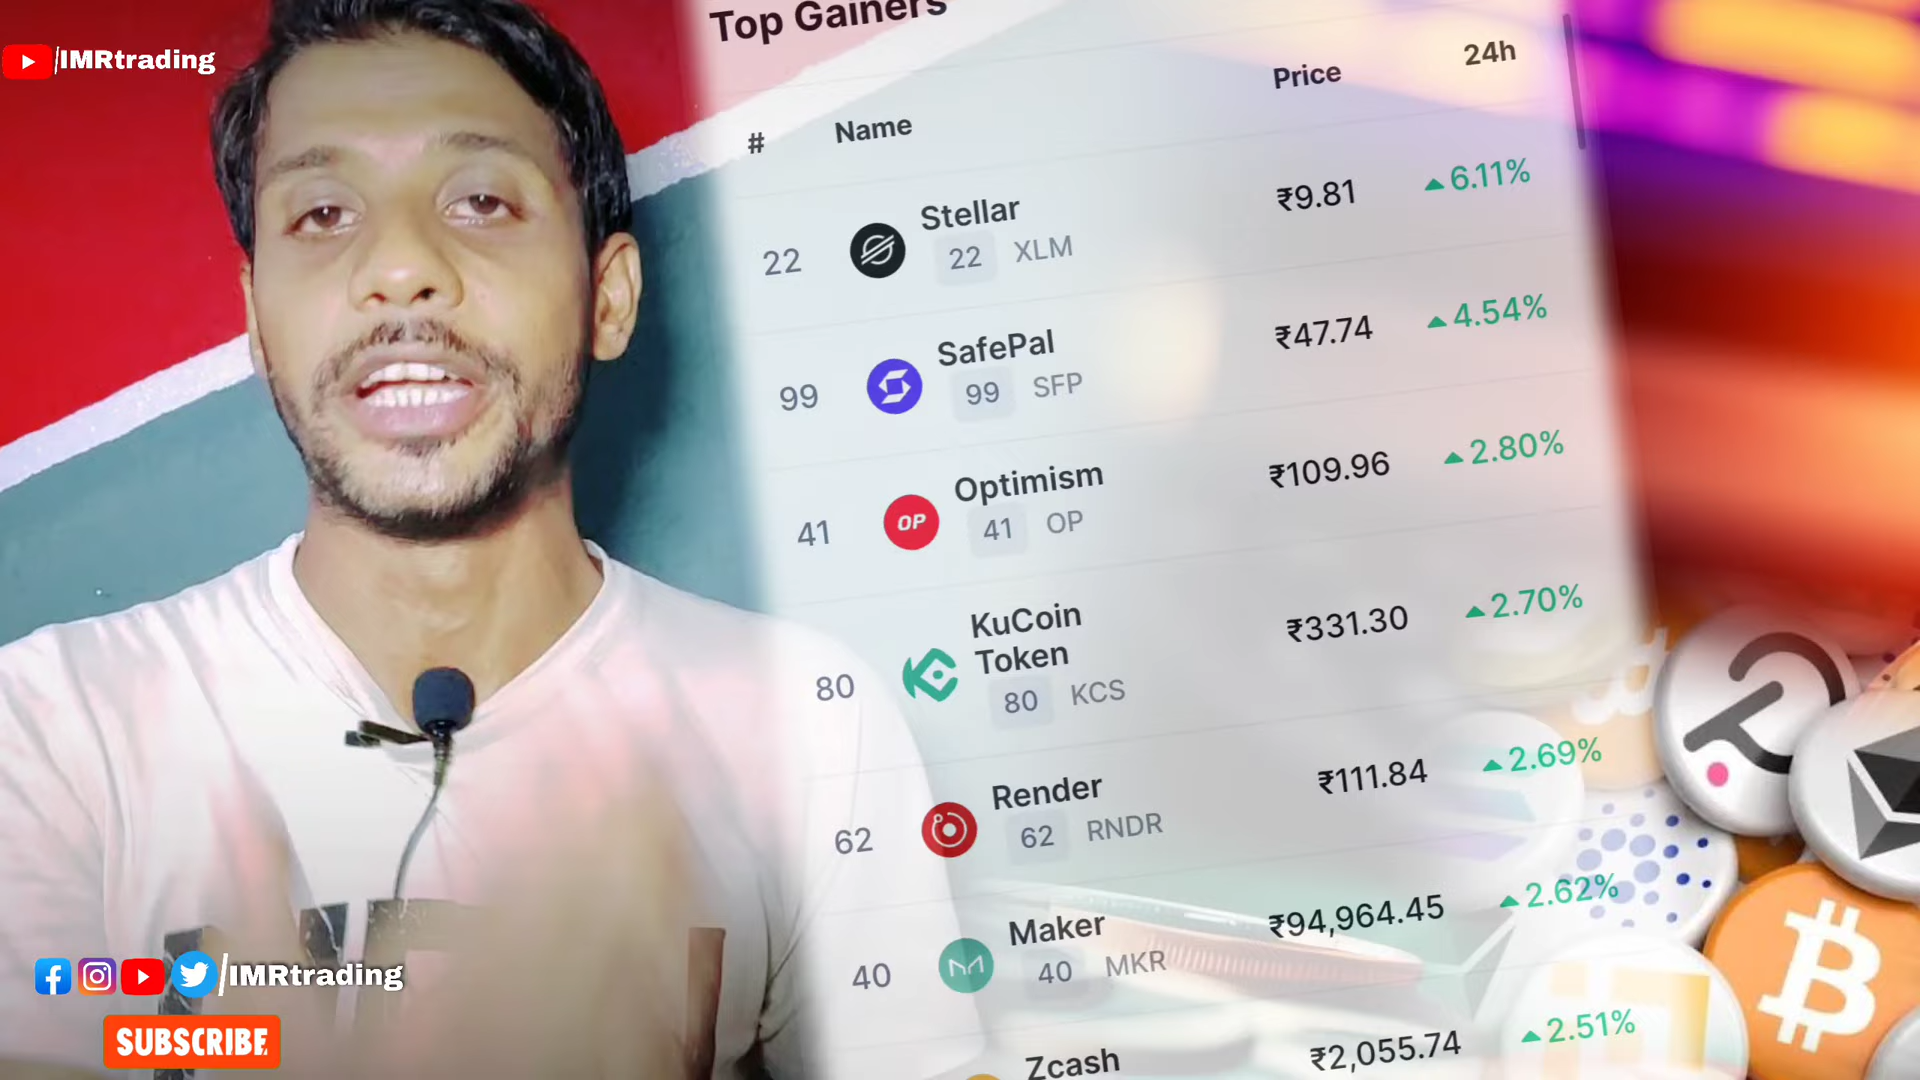 /IMRtrading
Top Gainers
# Name Price 24h
22 Stellar ₹9.81 6.11%
22 XLM
99 SafePal ₹47.74 4.54%
99 SFP
41 Optimism ₹109.96 2.80%
OP 41 OP
80 KuCoin Token ₹331.30 2.70%
80 KCS
62 Render ₹111.84 2.69%
62 RNDR
40 Maker ₹94,964.45 2.62%
40 MKR
Zcash ₹2,055.74 2.51%
/IMRtrading
SUBSCRIBE